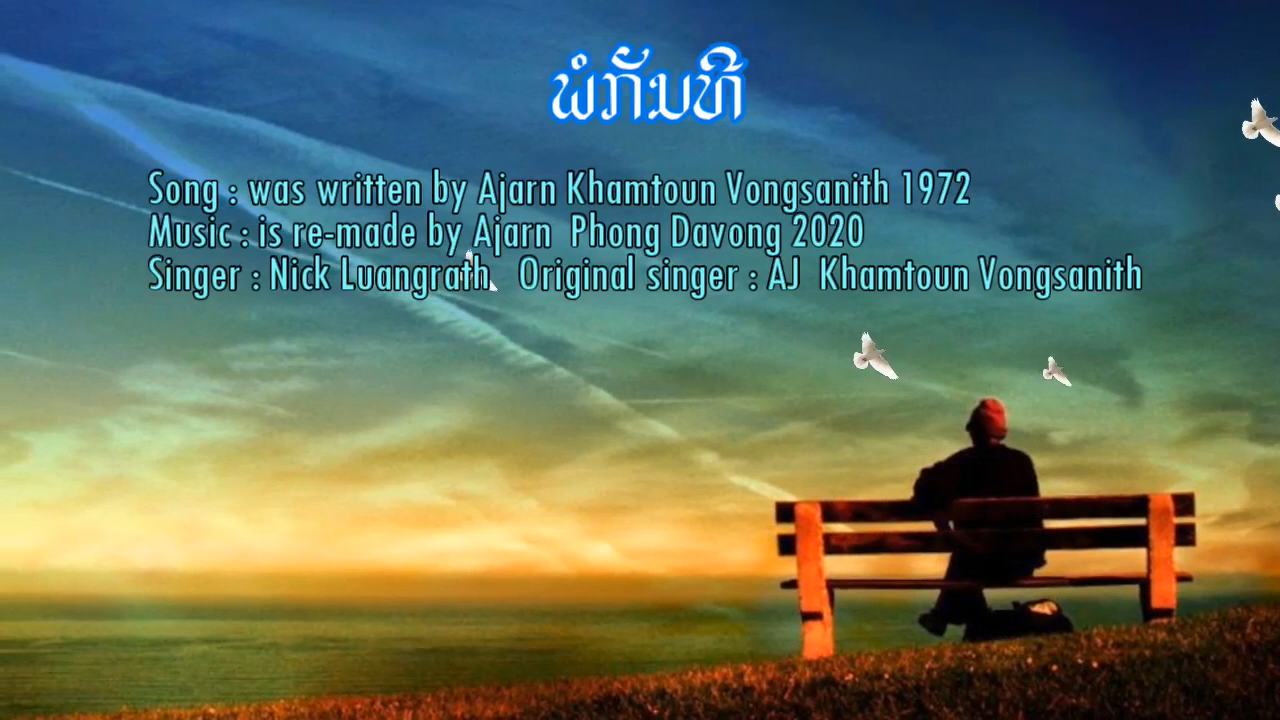 ພໍກັນທີ
Song : was written by Ajarn Khamtoun Vongsanith 1972
Music : is re-made by Ajarn Phong Davong 2020
Singer : Nick Luangrath Original singer : AJ Khamtoun Vongsanith